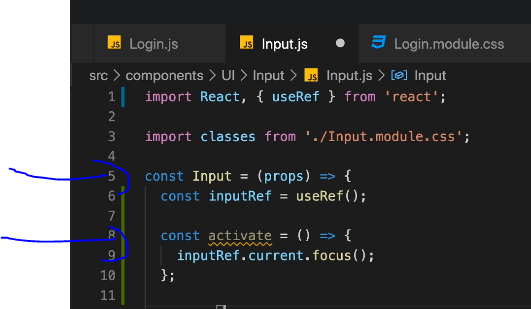 JS Login.js
JS Input.js
Login.module.css
src > components > UI > Input > JS Input.js > Input
1 import React, { useRef } from 'react';
2
3 import classes from './Input.module.css';
4
5 const Input = (props) => {
6 const inputRef = useRef();
7
8 const activate = () => {
9 inputRef.current.focus();
10 };
11